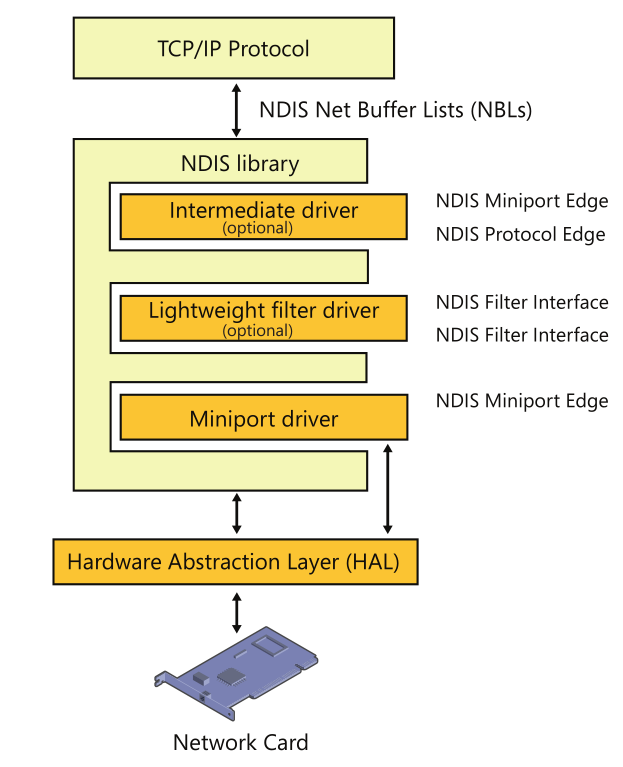 TCP/IP Protocol
NDIS Net Buffer Lists (NBLs)
NDIS library
Intermediate driver
(optional)
NDIS Miniport Edge
NDIS Protocol Edge
Lightweight filter driver
(optional)
NDIS Filter Interface
NDIS Filter Interface
Miniport driver
NDIS Miniport Edge
Hardware Abstraction Layer (HAL)
Network Card